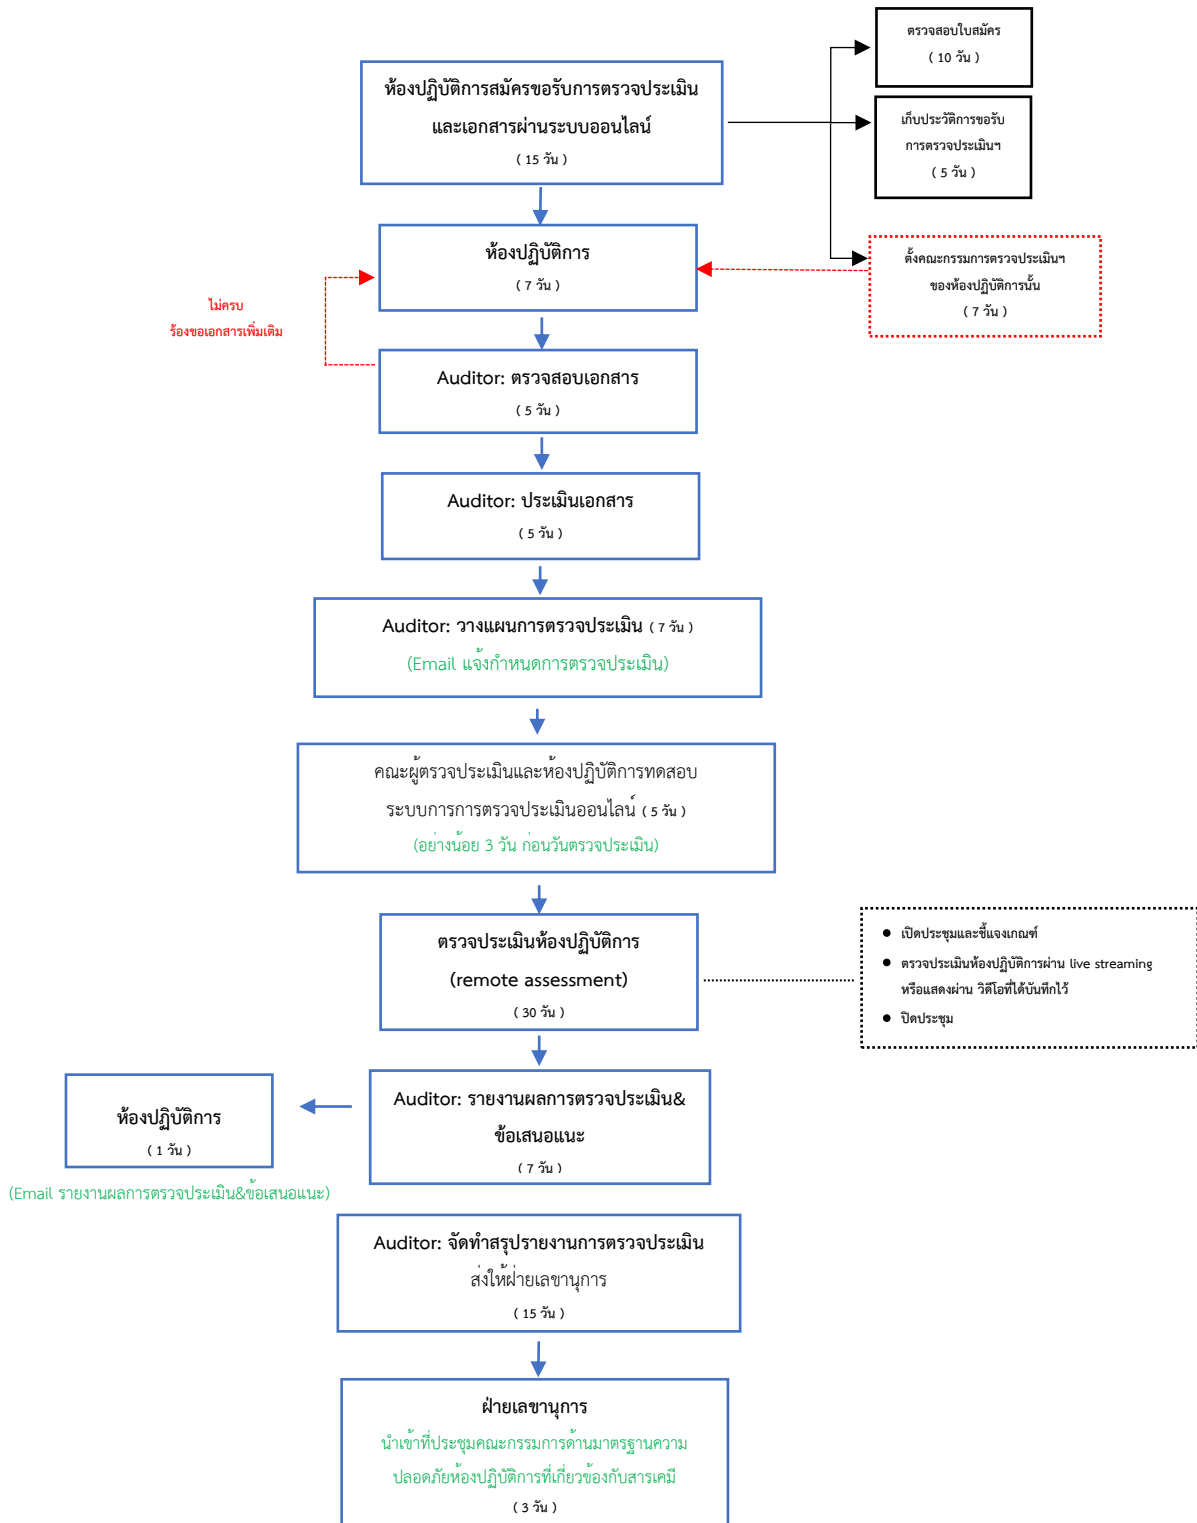 ตรวจสอบใบสมัคร
( 10 วัน )
ห้องปฏิบัติการสมัครขอรับการตรวจประเมิน
และเอกสารผ่านระบบออนไลน์
( 15 วัน )
เก็บประวัติการขอรับ
การตรวจประเมินฯ
( 5 วัน )
ห้องปฏิบัติการ
( 7 วัน )
ตั้งคณะกรรมการตรวจประเมินฯ
ของห้องปฏิบัติการนั้น
( 7 วัน )
ไม่ครบ
ร้องขอเอกสารเพิ่มเติม
Auditor: ตรวจสอบเอกสาร
( 5 วัน )
Auditor: ประเมินเอกสาร
( 5 วัน )
Auditor: วางแผนการตรวจประเมิน ( 7 วัน )
(Email แจ้งกำหนดการตรวจประเมิน)
คณะผู้ตรวจประเมินและห้องปฏิบัติการทดสอบ
ระบบการการตรวจประเมินออนไลน์ ( 5 วัน )
(อย่างน้อย 3 วัน ก่อนวันตรวจประเมิน)
ตรวจประเมินห้องปฏิบัติการ
(remote assessment)
( 30 วัน )
● เปิดประชุมและชี้แจงเกณฑ์
● ตรวจประเมินห้องปฏิบัติการผ่าน live streaming
หรือแสดงผ่าน วิดีโอที่ได้บันทึกไว้
● ปิดประชุม
Auditor: รายงานผลการตรวจประเมิน&
ข้อเสนอแนะ
( 7 วัน )
ห้องปฏิบัติการ
( 1 วัน )
(Email รายงานผลการตรวจประเมิน&ข้อเสนอแนะ)
Auditor: จัดทำสรุปรายงานการตรวจประเมิน
ส่งให้ฝ่ายเลขานุการ
( 15 วัน )
ฝ่ายเลขานุการ
นำเข้าที่ประชุมคณะกรรมการด้านมาตรฐานความ
ปลอดภัยห้องปฏิบัติการที่เกี่ยวข้องกับสารเคมี
( 3 วัน )